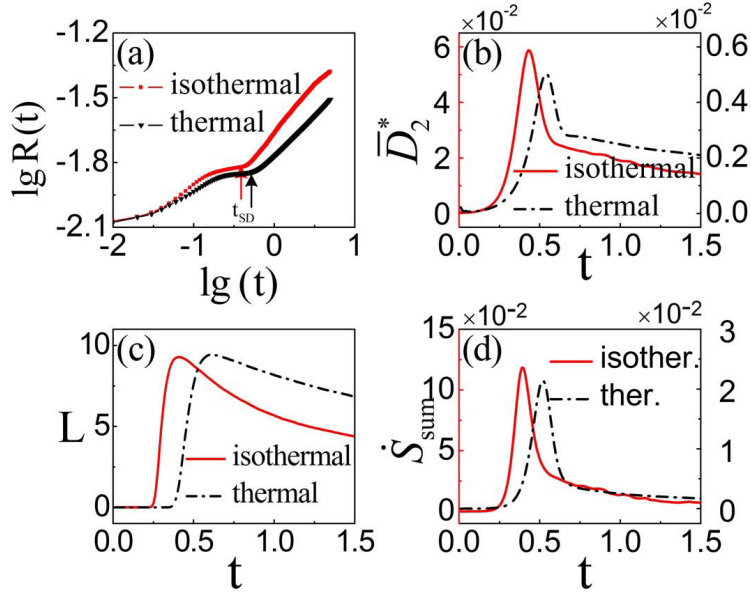 -1.2
(a)
isothermal
thermal
-1.5
-1.8
-2.1
lg R(t)
t_SD
-2 -1 0 1
lg (t)
×10⁻² ×10⁻²
(b)
6 4 2 0
D̄₂*
0.6 0.4 0.2 0.0
isothermal
thermal
0.0 0.5 1.0 1.5
t
(c)
10
5
0
L
isothermal
thermal
0.0 0.5 1.0 1.5
t
×10⁻² ×10⁻²
(d)
15 10 5 0
Ṡ_sum
3 2 1 0
isother.
ther.
0.0 0.5 1.0 1.5
t